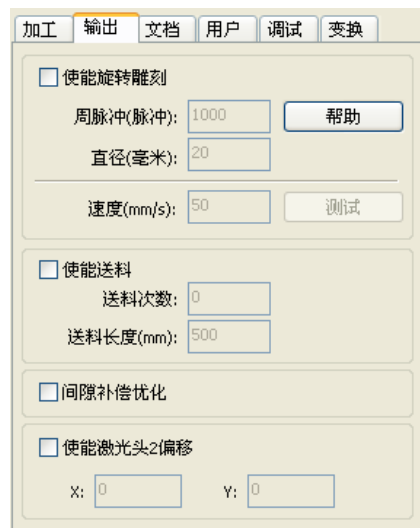 加工 输出 文档 用户 调试 变换
使能旋转雕刻
周脉冲(脉冲): 1000 帮助
直径(毫米): 20
速度(mm/s): 50 测试
使能送料
送料次数: 0
送料长度(mm): 500
间隙补偿优化
使能激光头2偏移
X: 0 Y: 0